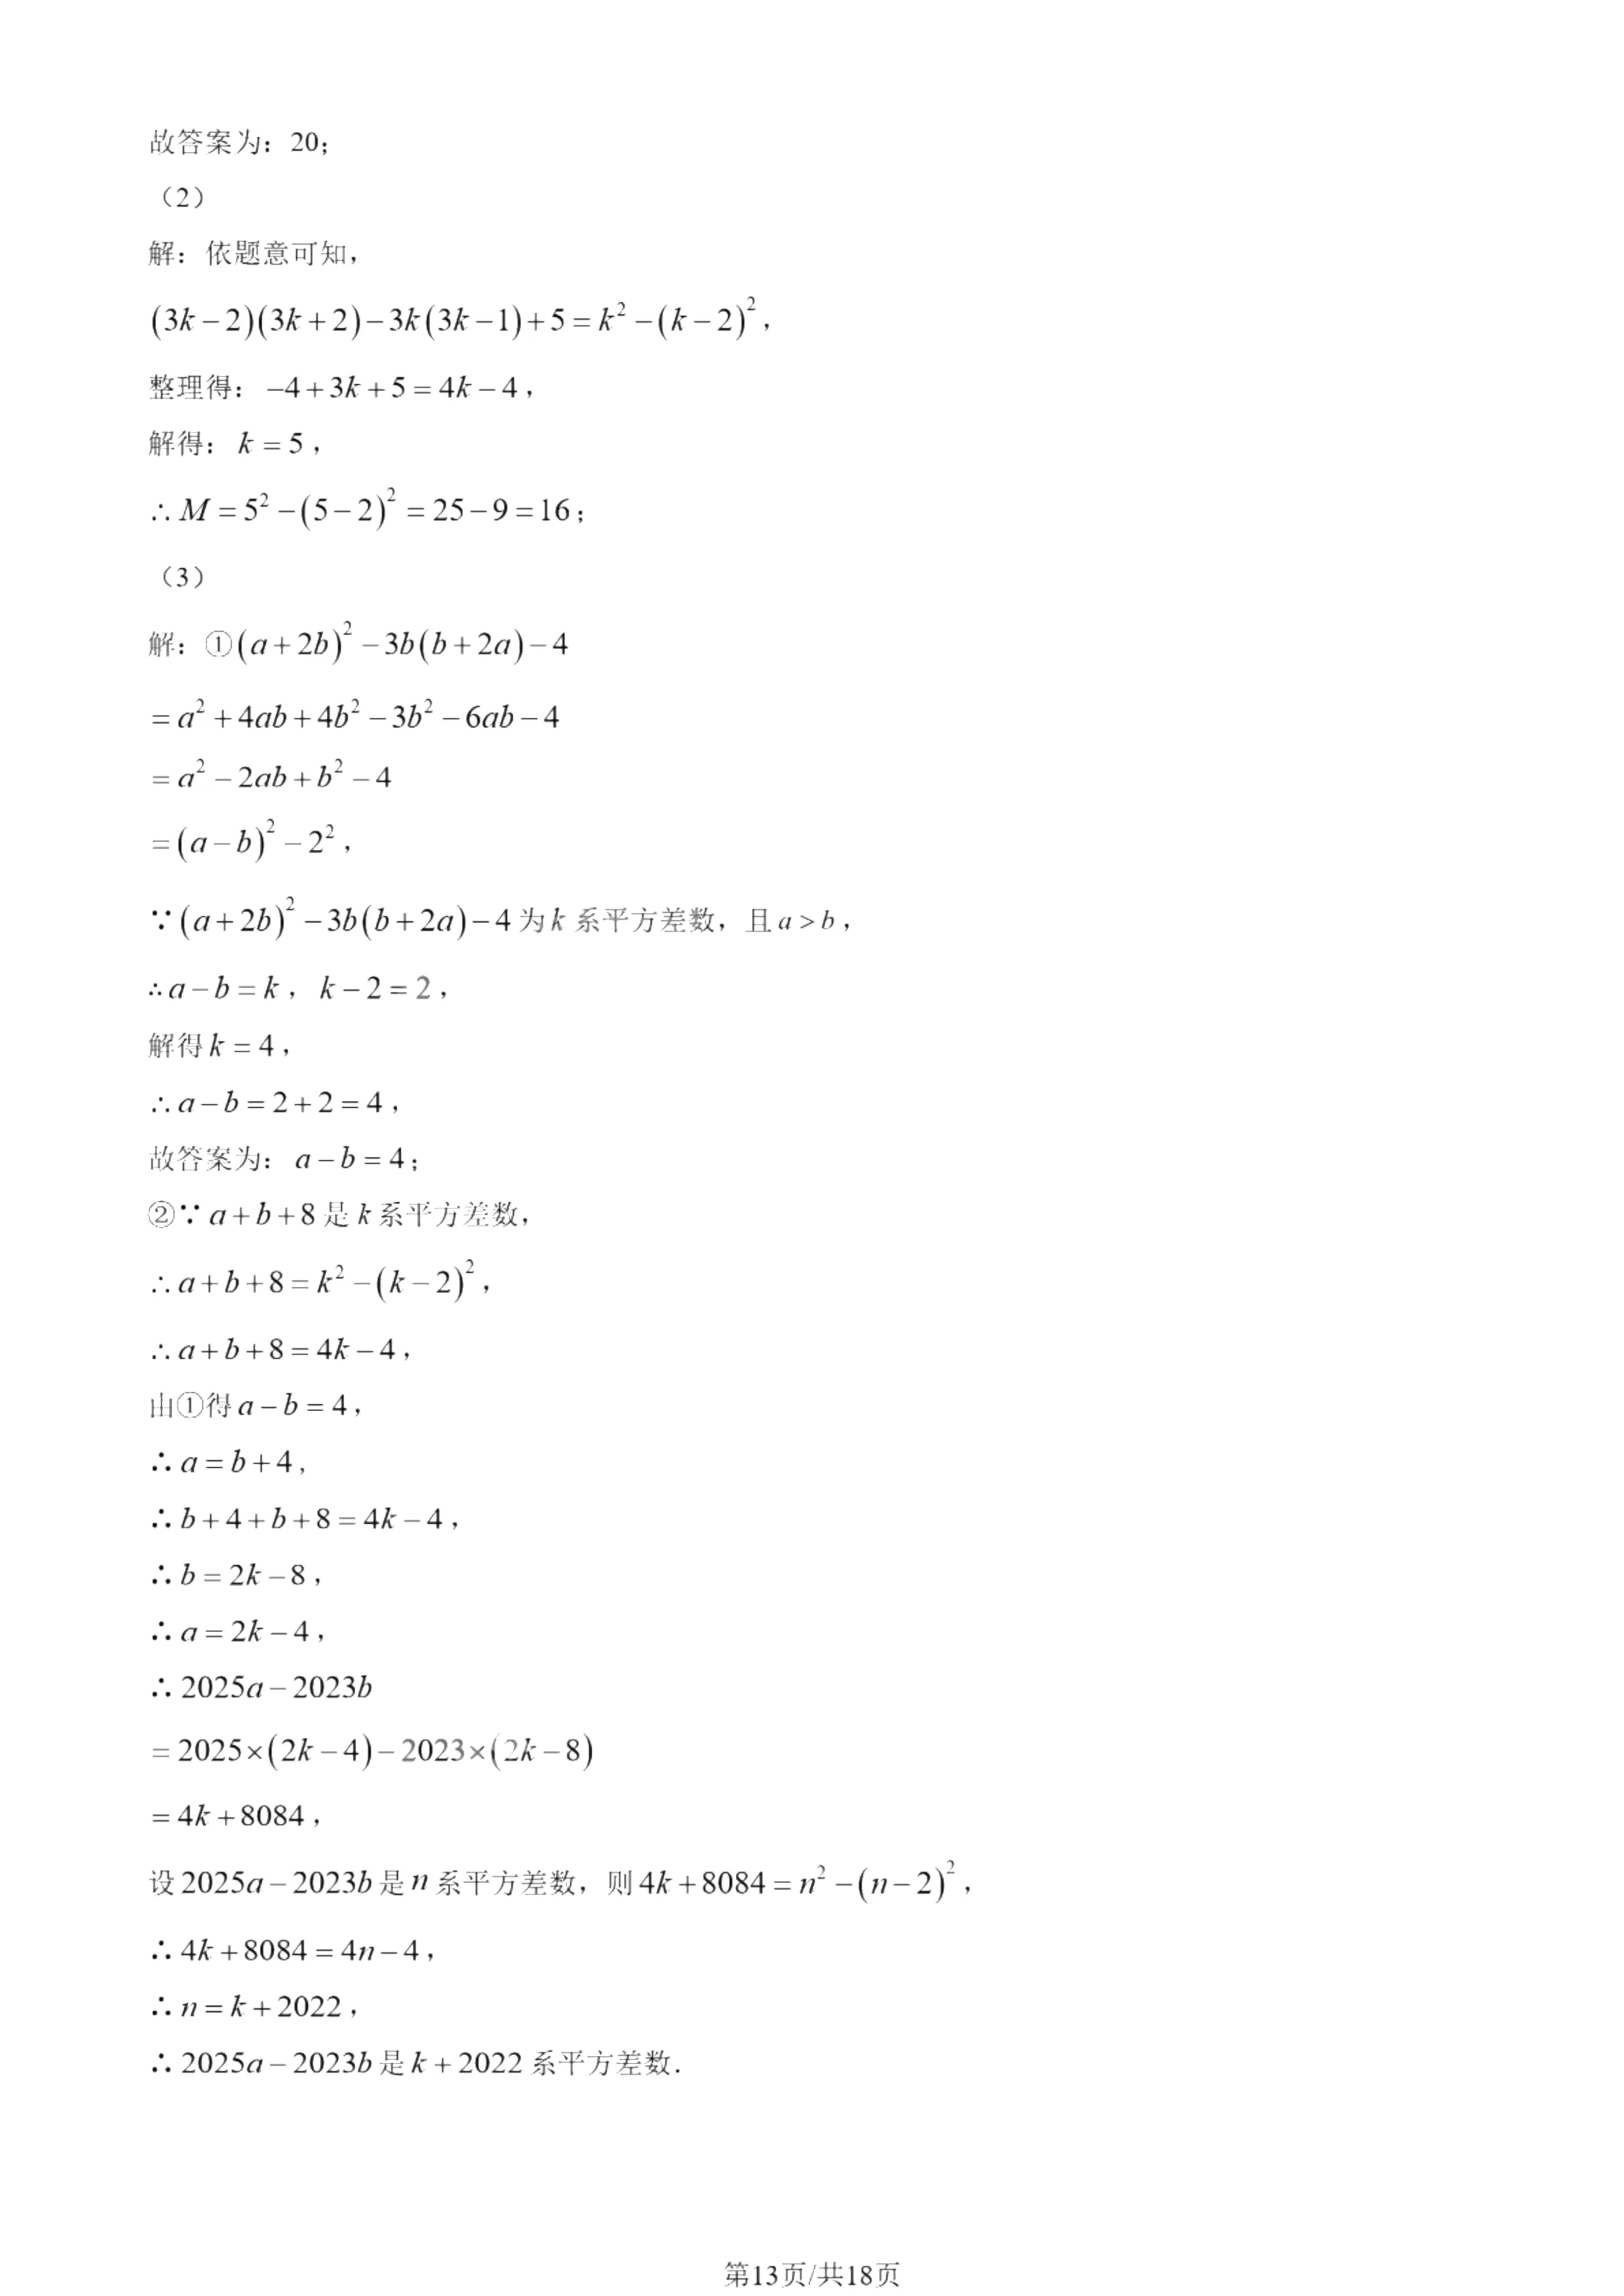 故答案为：20；
（2）
解：依题意可知，
(3k－2)(3k＋2)－3k(3k－1)＋5＝k²－(k－2)²，
整理得：－4＋3k＋5＝4k－4，
解得：k＝5，
∴M＝5²－(5－2)²＝25－9＝16；
（3）
解：①(a＋2b)²－3b(b＋2a)－4
＝a²＋4ab＋4b²－3b²－6ab－4
＝a²－2ab＋b²－4
＝(a－b)²－2²，
∵(a＋2b)²－3b(b＋2a)－4为k系平方差数，且a＞b，
∴a－b＝k，k－2＝2，
解得k＝4，
∴a－b＝2＋2＝4，
故答案为：a－b＝4；
②∵a＋b＋8是k系平方差数，
∴a＋b＋8＝k²－(k－2)²，
∴a＋b＋8＝4k－4，
由①得a－b＝4，
∴a＝b＋4，
∴b＋4＋b＋8＝4k－4，
∴b＝2k－8，
∴a＝2k－4，
∴2025a－2023b
＝2025×(2k－4)－2023×(2k－8)
＝4k＋8084，
设2025a－2023b是n系平方差数，则4k＋8084＝n²－(n－2)²，
∴4k＋8084＝4n－4，
∴n＝k＋2022，
∴2025a－2023b是k＋2022系平方差数．
第13页/共18页